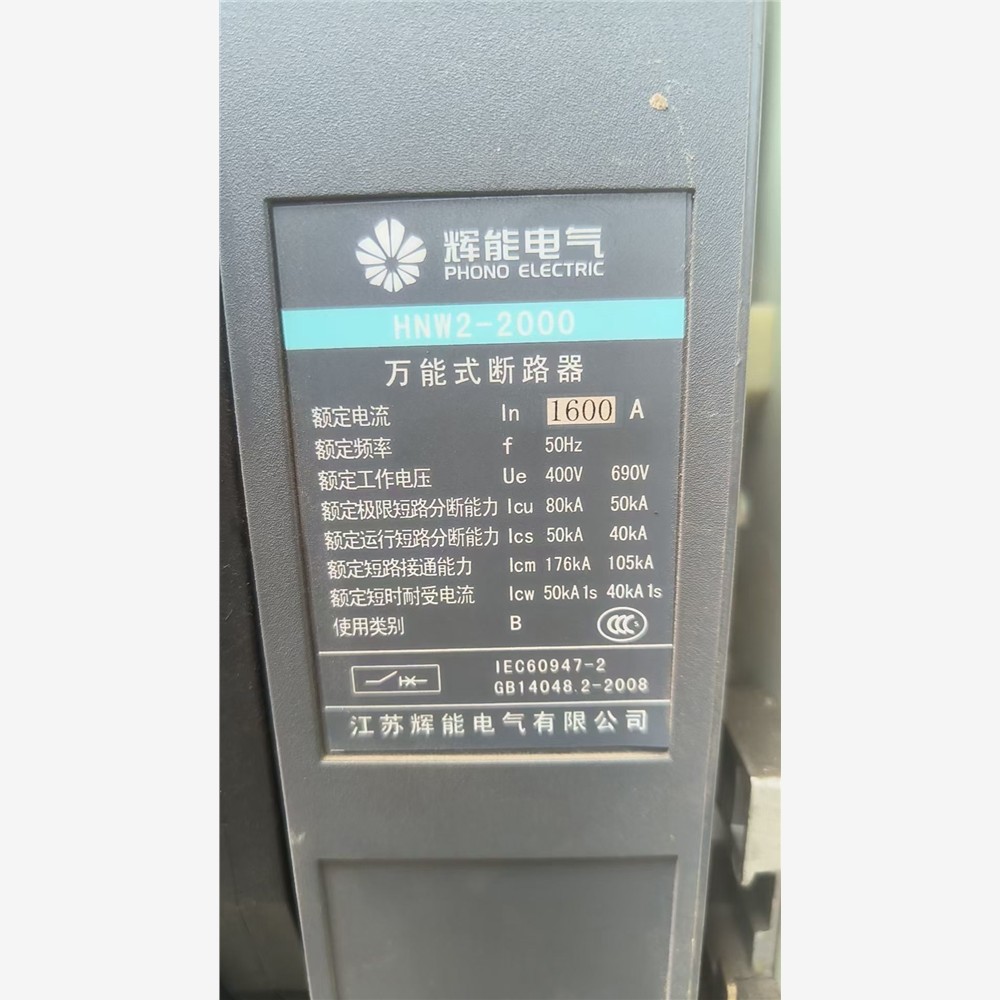 辉能电气
PHONO ELECTRIC
HNW2-2000
万能式断路器
额定电流 In 1600 A
额定频率 f 50Hz
额定工作电压 Ue 400V 690V
额定极限短路分断能力 Icu 80kA 50kA
额定运行短路分断能力 Ics 50kA 40kA
额定短路接通能力 Icm 176kA 105kA
额定短时耐受电流 Icw 50kA1s 40kA1s
使用类别 B CCC S
IEC60947-2
GB14048.2-2008
江苏辉能电气有限公司